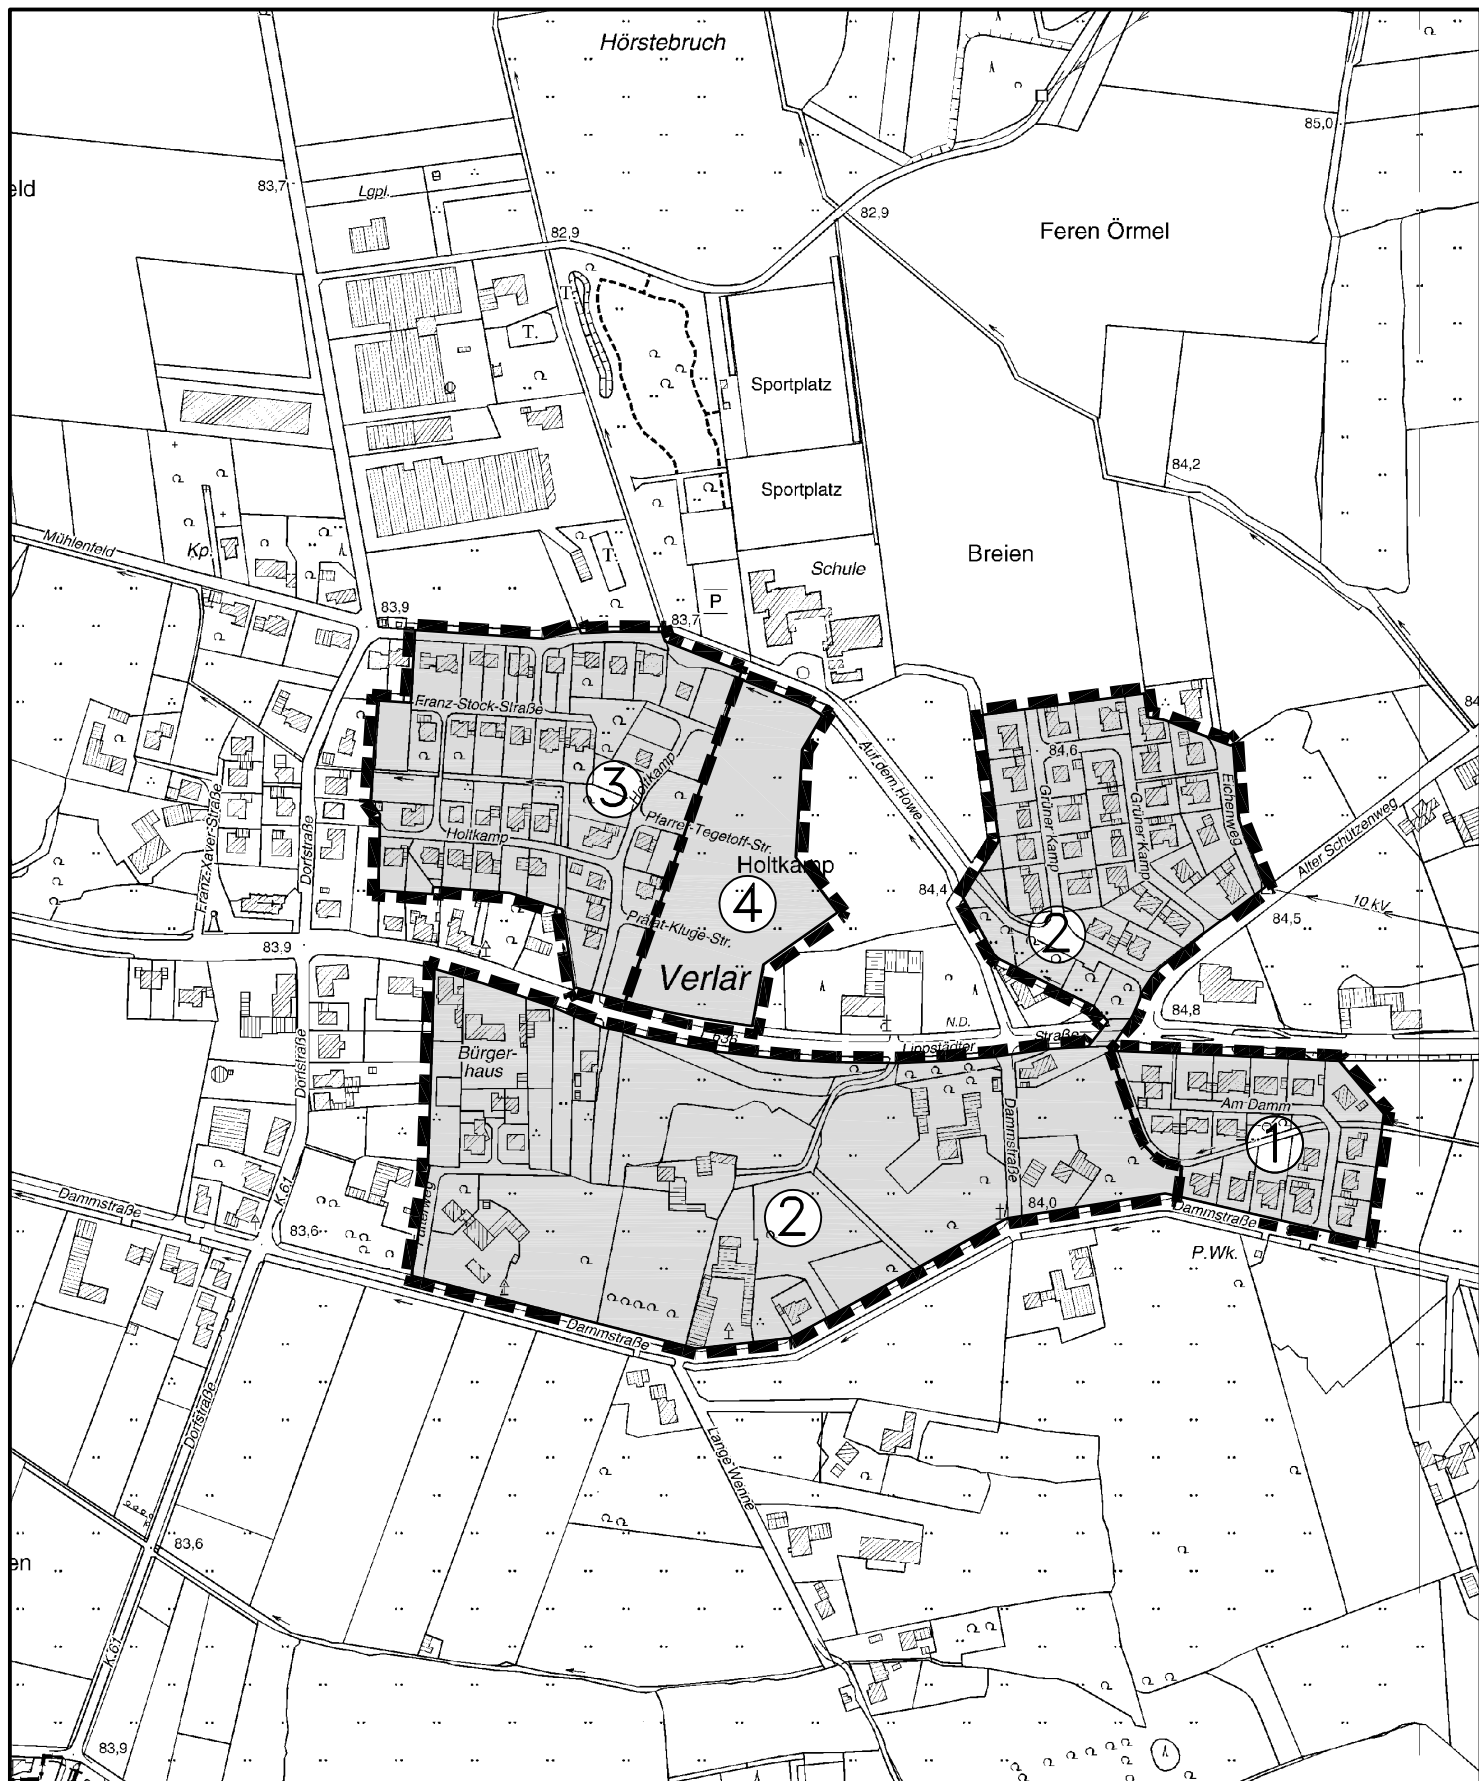 Hörstebruch
85,0
eld
83,7
Lgpl.
82,9
82,9
Feren Örmel
T.
T.
Sportplatz
84,2
Sportplatz
Mühlenfeld
Kp.
T.
Breien
Schule
P
83,9
83,7
Franz-Stock-Straße
84
Auf dem Howe
84,6
3
Holtkamp
Grüner Kamp
Grüner Kamp
Eichenweg
Franz-Xaver-Straße
Dorfstraße
Holtkamp
Pfarrer-Tegetoff-Str.
Alter Schützenweg
Holtkamp
84,4
4
10 kV
84,5
83,9
Prälat-Kluge-Str.
2
Verlar
84,8
N.D.
Lippstädter
Straße
636
Dorfstraße
Bürger-
haus
Am Damm
Dammstraße
1
Dammstraße
K.61
83,6
2
84,0
Dammstraße
P.Wk.
Dammstraße
Dorfstraße
Lange Wenne
83,6
en
K.61
83,9